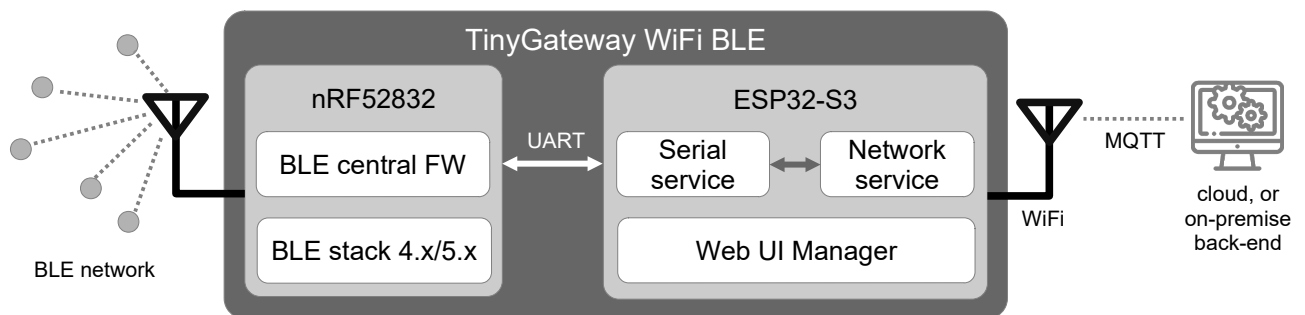 TinyGateway WiFi BLE
nRF52832
BLE central FW
BLE stack 4.x/5.x
BLE network
UART
ESP32-S3
Serial
service
Network
service
Web UI Manager
WiFi
MQTT
cloud, or
on-premise
back-end